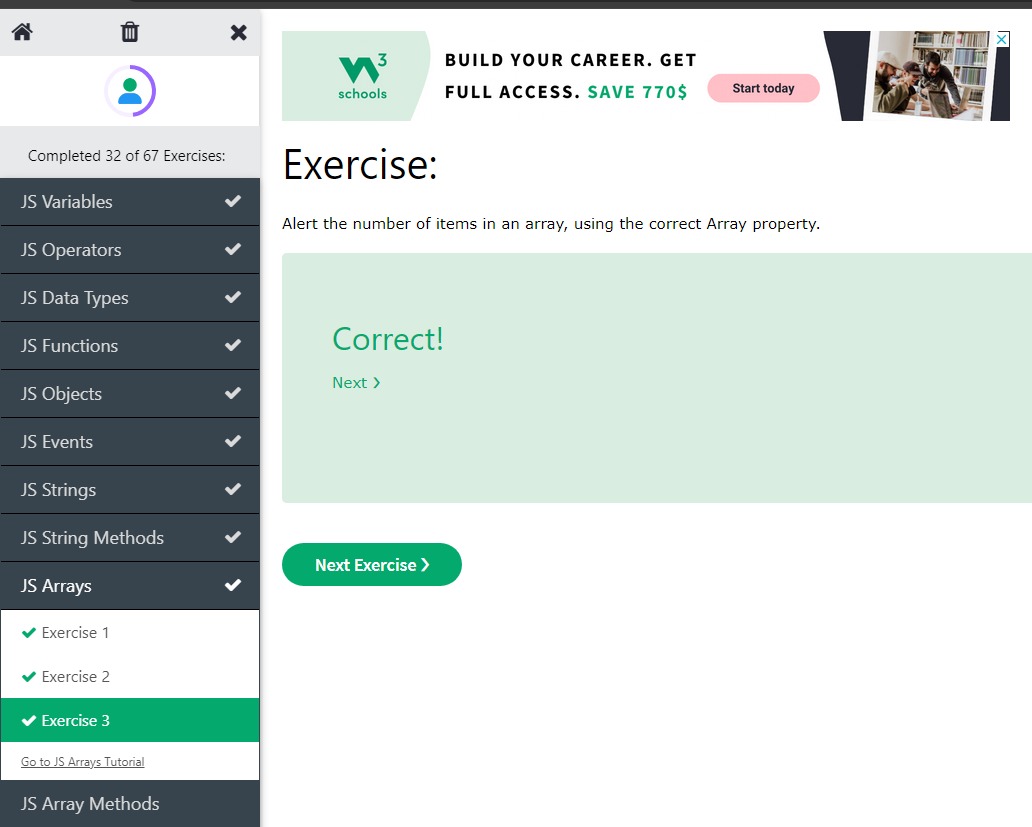 Completed 32 of 67 Exercises:
JS Variables
JS Operators
JS Data Types
JS Functions
JS Objects
JS Events
JS Strings
JS String Methods
JS Arrays
Exercise 1
Exercise 2
Exercise 3
Go to JS Arrays Tutorial
JS Array Methods
3
schools
BUILD YOUR CAREER. GET
FULL ACCESS. SAVE 770$
Start today
Exercise:
Alert the number of items in an array, using the correct Array property.
Correct!
Next ❯
Next Exercise ❯